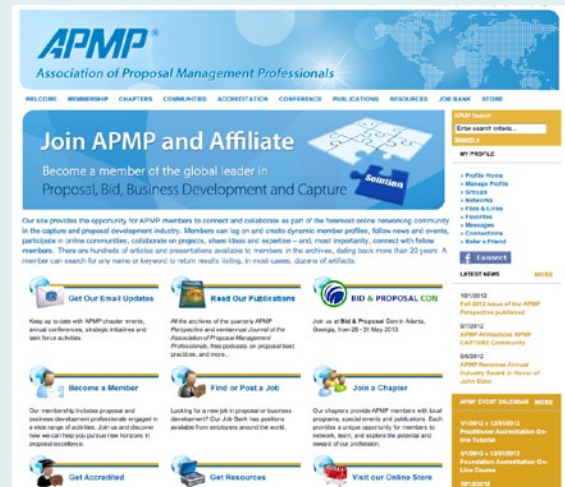 APMP®
Association of Proposal Management Professionals
WELCOME MEMBERSHIP CHAPTERS COMMUNITIES ACCREDITATION CONFERENCE PUBLICATIONS RESOURCES JOB BANK STORE
Join APMP and Affiliate
Become a member of the global leader in
Proposal, Bid, Business Development and Capture
Solution
Our site provides the opportunity for APMP members to connect and collaborate as part of the foremost online networking community
in the capture and proposal development industry. Members can log on and create dynamic member profiles, follow news and events,
participate in online communities, collaborate on projects, share ideas and expertise – and, most importantly, connect with fellow
members. There are hundreds of articles and presentations available to members in the archives, dating back more than 20 years. A
member can search for any name or keyword to return results listing, in most cases, dozens of artifacts.
Get Our Email Updates
Keep up to date with APMP chapter events,
annual conferences, strategic initiatives and
task force activities.
Read Our Publications
All the archives of the quarterly APMP
Perspective and semiannual Journal of the
Association of Proposal Management
Professionals, free podcasts on proposal best
practices, and more...
BID & PROPOSAL CON
Join us at Bid & Proposal Con in Atlanta,
Georgia, from 28–31 May 2013
Become a Member
Our membership includes proposal and
business development professionals engaged in
a wide range of activities. Join us and discover
how we can help you pursue new horizons in
proposal excellence.
Find or Post a Job
Looking for a new job in proposal or business
development? Our Job Bank has positions
available from employers around the world.
Join a Chapter
Our chapters provide APMP members with local
programs, special events and publications. Each
provides a unique opportunity for members to
network, learn, and explore the potential and
reward of our profession.
Get Accredited
Get Resources
Visit our Online Store
APMP Search
Enter search criteria...
MY PROFILE
» Profile Home
» Manage Profile
» Groups
» Networks
» Files & Links
» Favorites
» Messages
» Connections
» Refer a Friend
f Connect
LATEST NEWS MORE
10/1/2012
Fall 2012 issue of the APMP
Perspective published
APMP Announces APMP
CAPTURE Community
APMP Renames Annual
Industry Award in Honor of
John Elder
APMP EVENT CALENDAR MORE
1/1/2012 » 12/31/2012
Practitioner Accreditation On-
line Tutorial
1/1/2012 » 12/31/2012
Foundation Accreditation On-
Line Course
10/12/2012